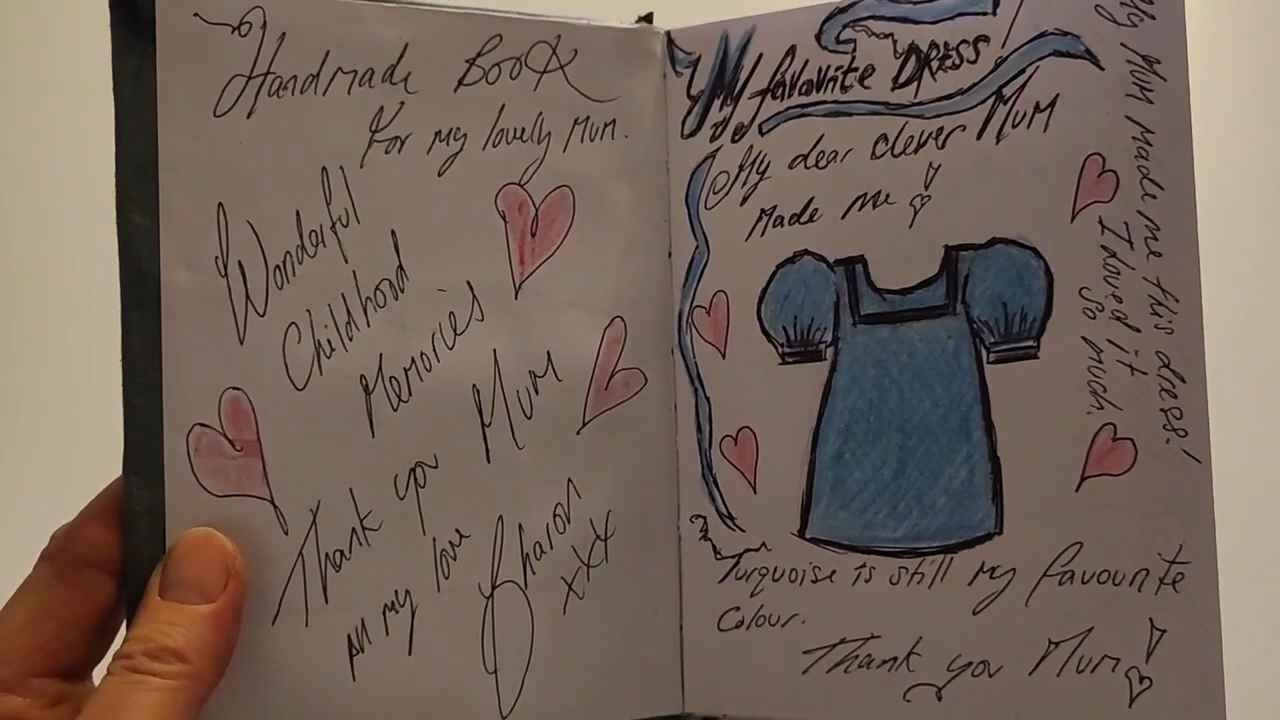 Handmade Book
For my lovely Mum.
Wonderful
Childhood
Memories
Thank you Mum
All my love
Sharon
xxx
My favourite DRESS
My dear clever Mum
Made me
Turquoise is still my favourite
Colour.
Thank you Mum!
My Mum made me this dress!
I loved it
so much.